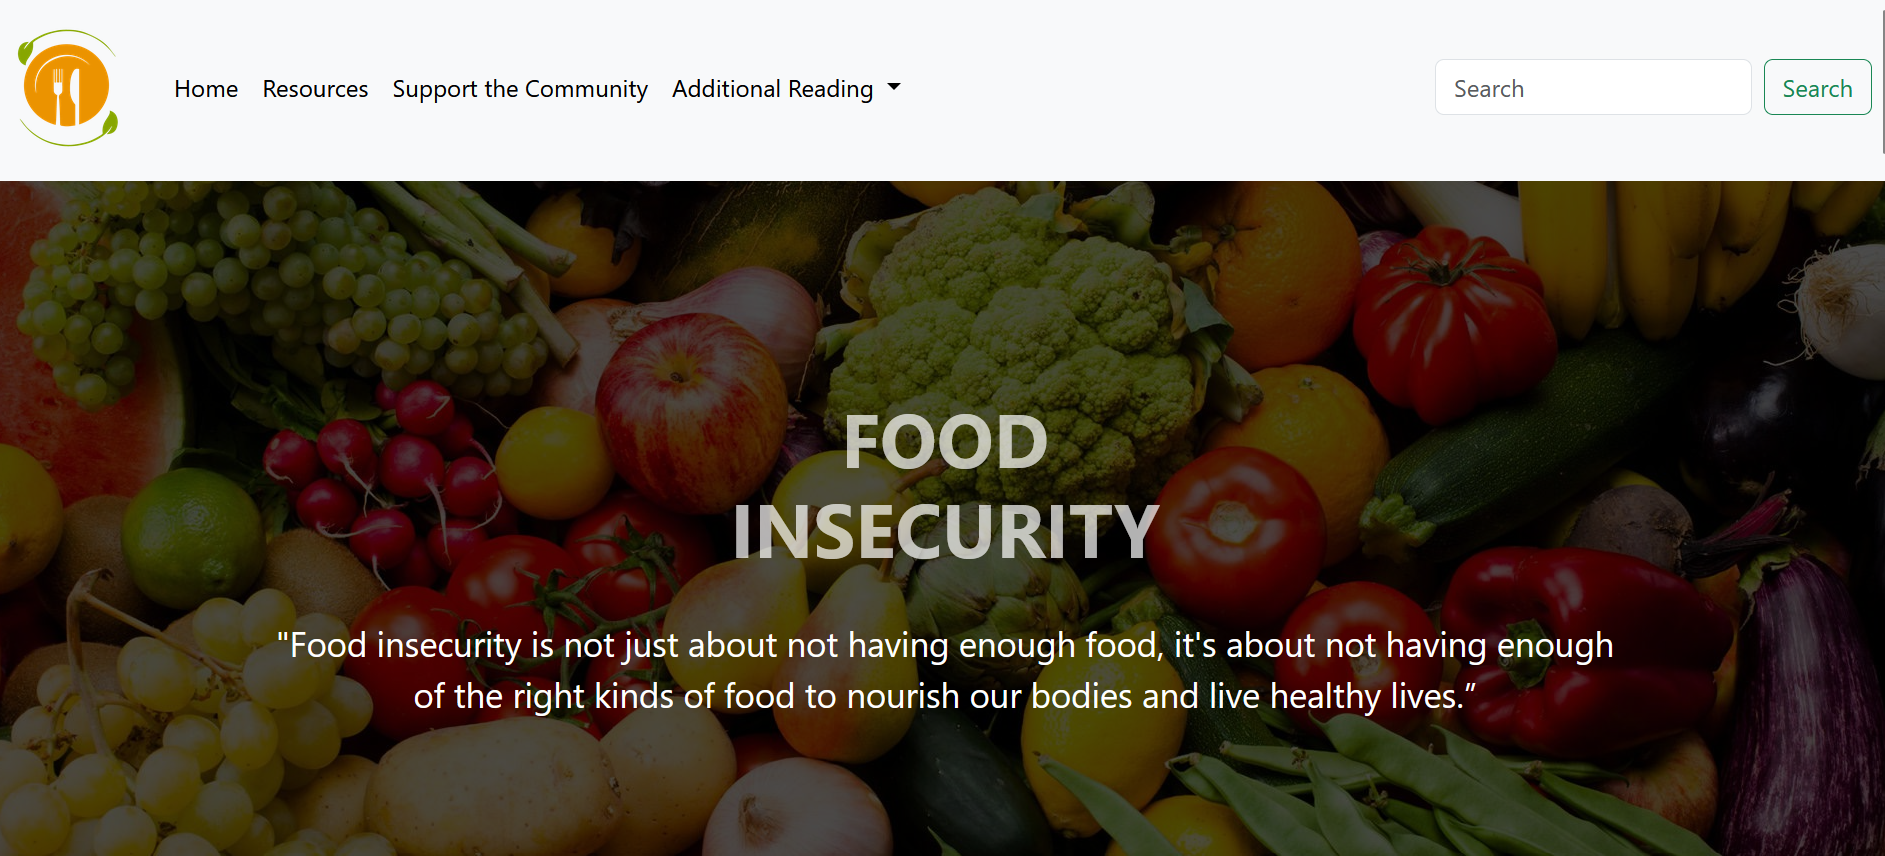 Home Resources Support the Community Additional Reading Search Search
FOOD
INSECURITY
"Food insecurity is not just about not having enough food, it's about not having enough
of the right kinds of food to nourish our bodies and live healthy lives.”